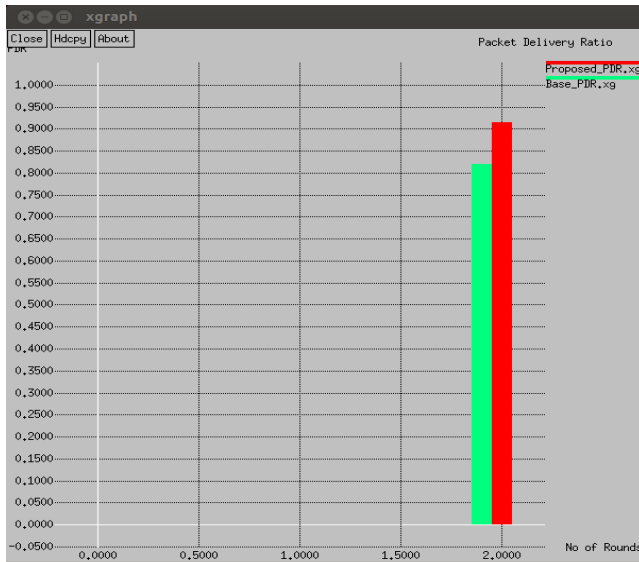 xgraph
Close Hdcpy About
Packet Delivery Ratio
PDR
Proposed_PDR.xg
Base_PDR.xg
1.0000
0.9500
0.9000
0.8500
0.8000
0.7500
0.7000
0.6500
0.6000
0.5500
0.5000
0.4500
0.4000
0.3500
0.3000
0.2500
0.2000
0.1500
0.1000
0.0500
0.0000
-0.0500
No of Rounds
0.0000 0.5000 1.0000 1.5000 2.0000